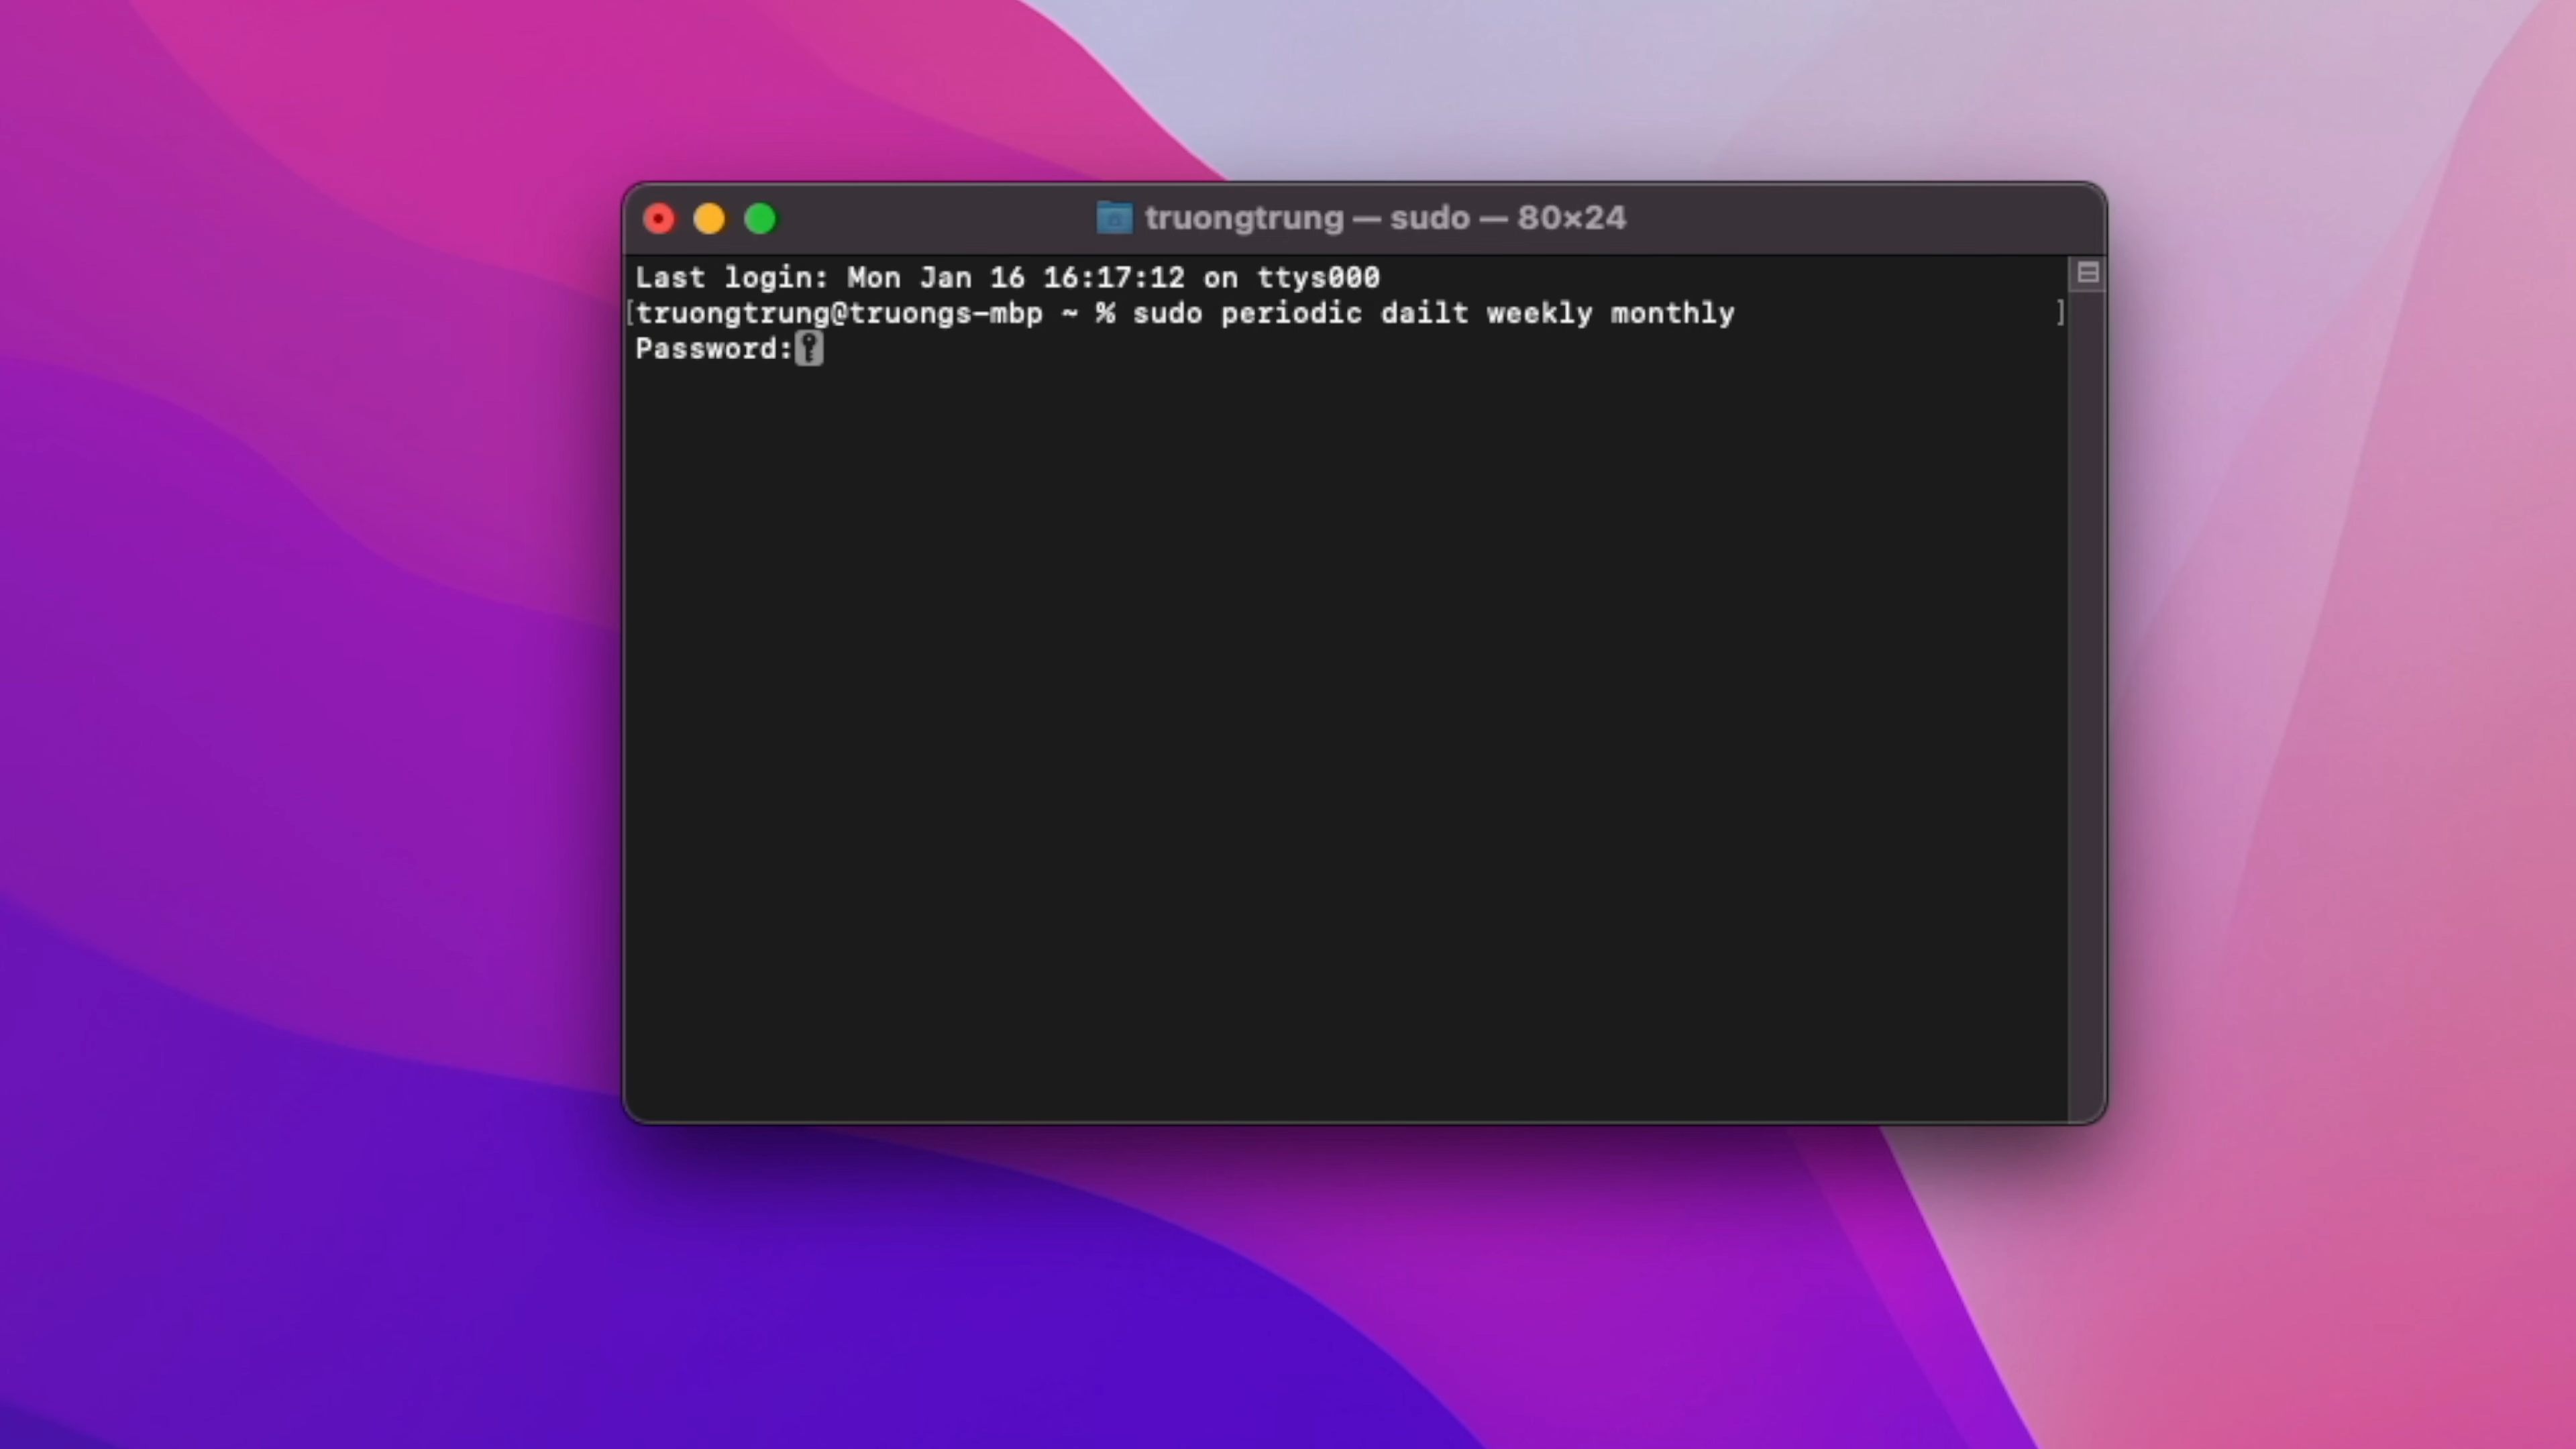 truongtrung — sudo — 80×24
Last login: Mon Jan 16 16:17:12 on ttys000
[truongtrung@truongs-mbp ~ % sudo periodic dailt weekly monthly ]
Password: